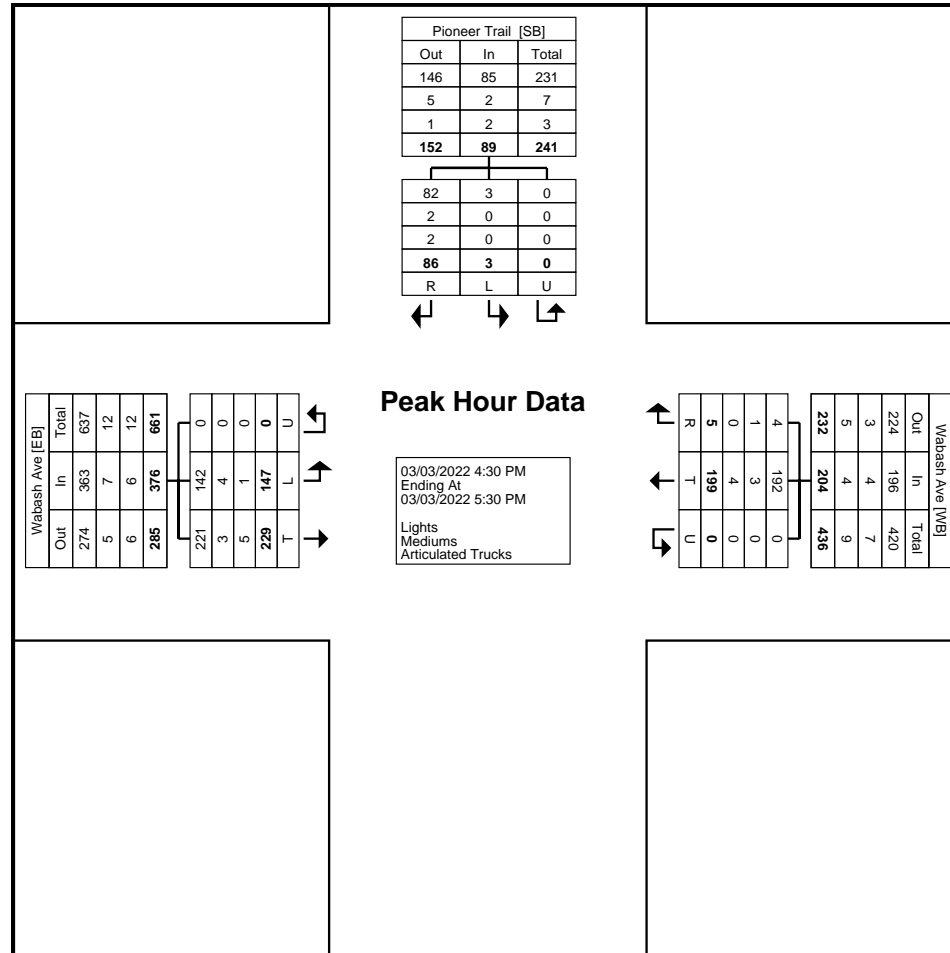 Pioneer Trail [SB]
Out In Total
146 85 231
5 2 7
1 2 3
152 89 241
82 3 0
2 0 0
2 0 0
86 3 0
R L U
Peak Hour Data
03/03/2022 4:30 PM
Ending At
03/03/2022 5:30 PM
Lights
Mediums
Articulated Trucks
Wabash Ave [EB]
Total In Out
637 363 274
12 7 5
12 6 6
661 376 285
0 142 221
0 4 3
0 1 5
0 147 229
U L T
Wabash Ave [WB]
Out In Total
224 196 420
3 4 7
5 4 9
232 204 436
4 192 0
1 3 0
0 4 0
5 199 0
R T U